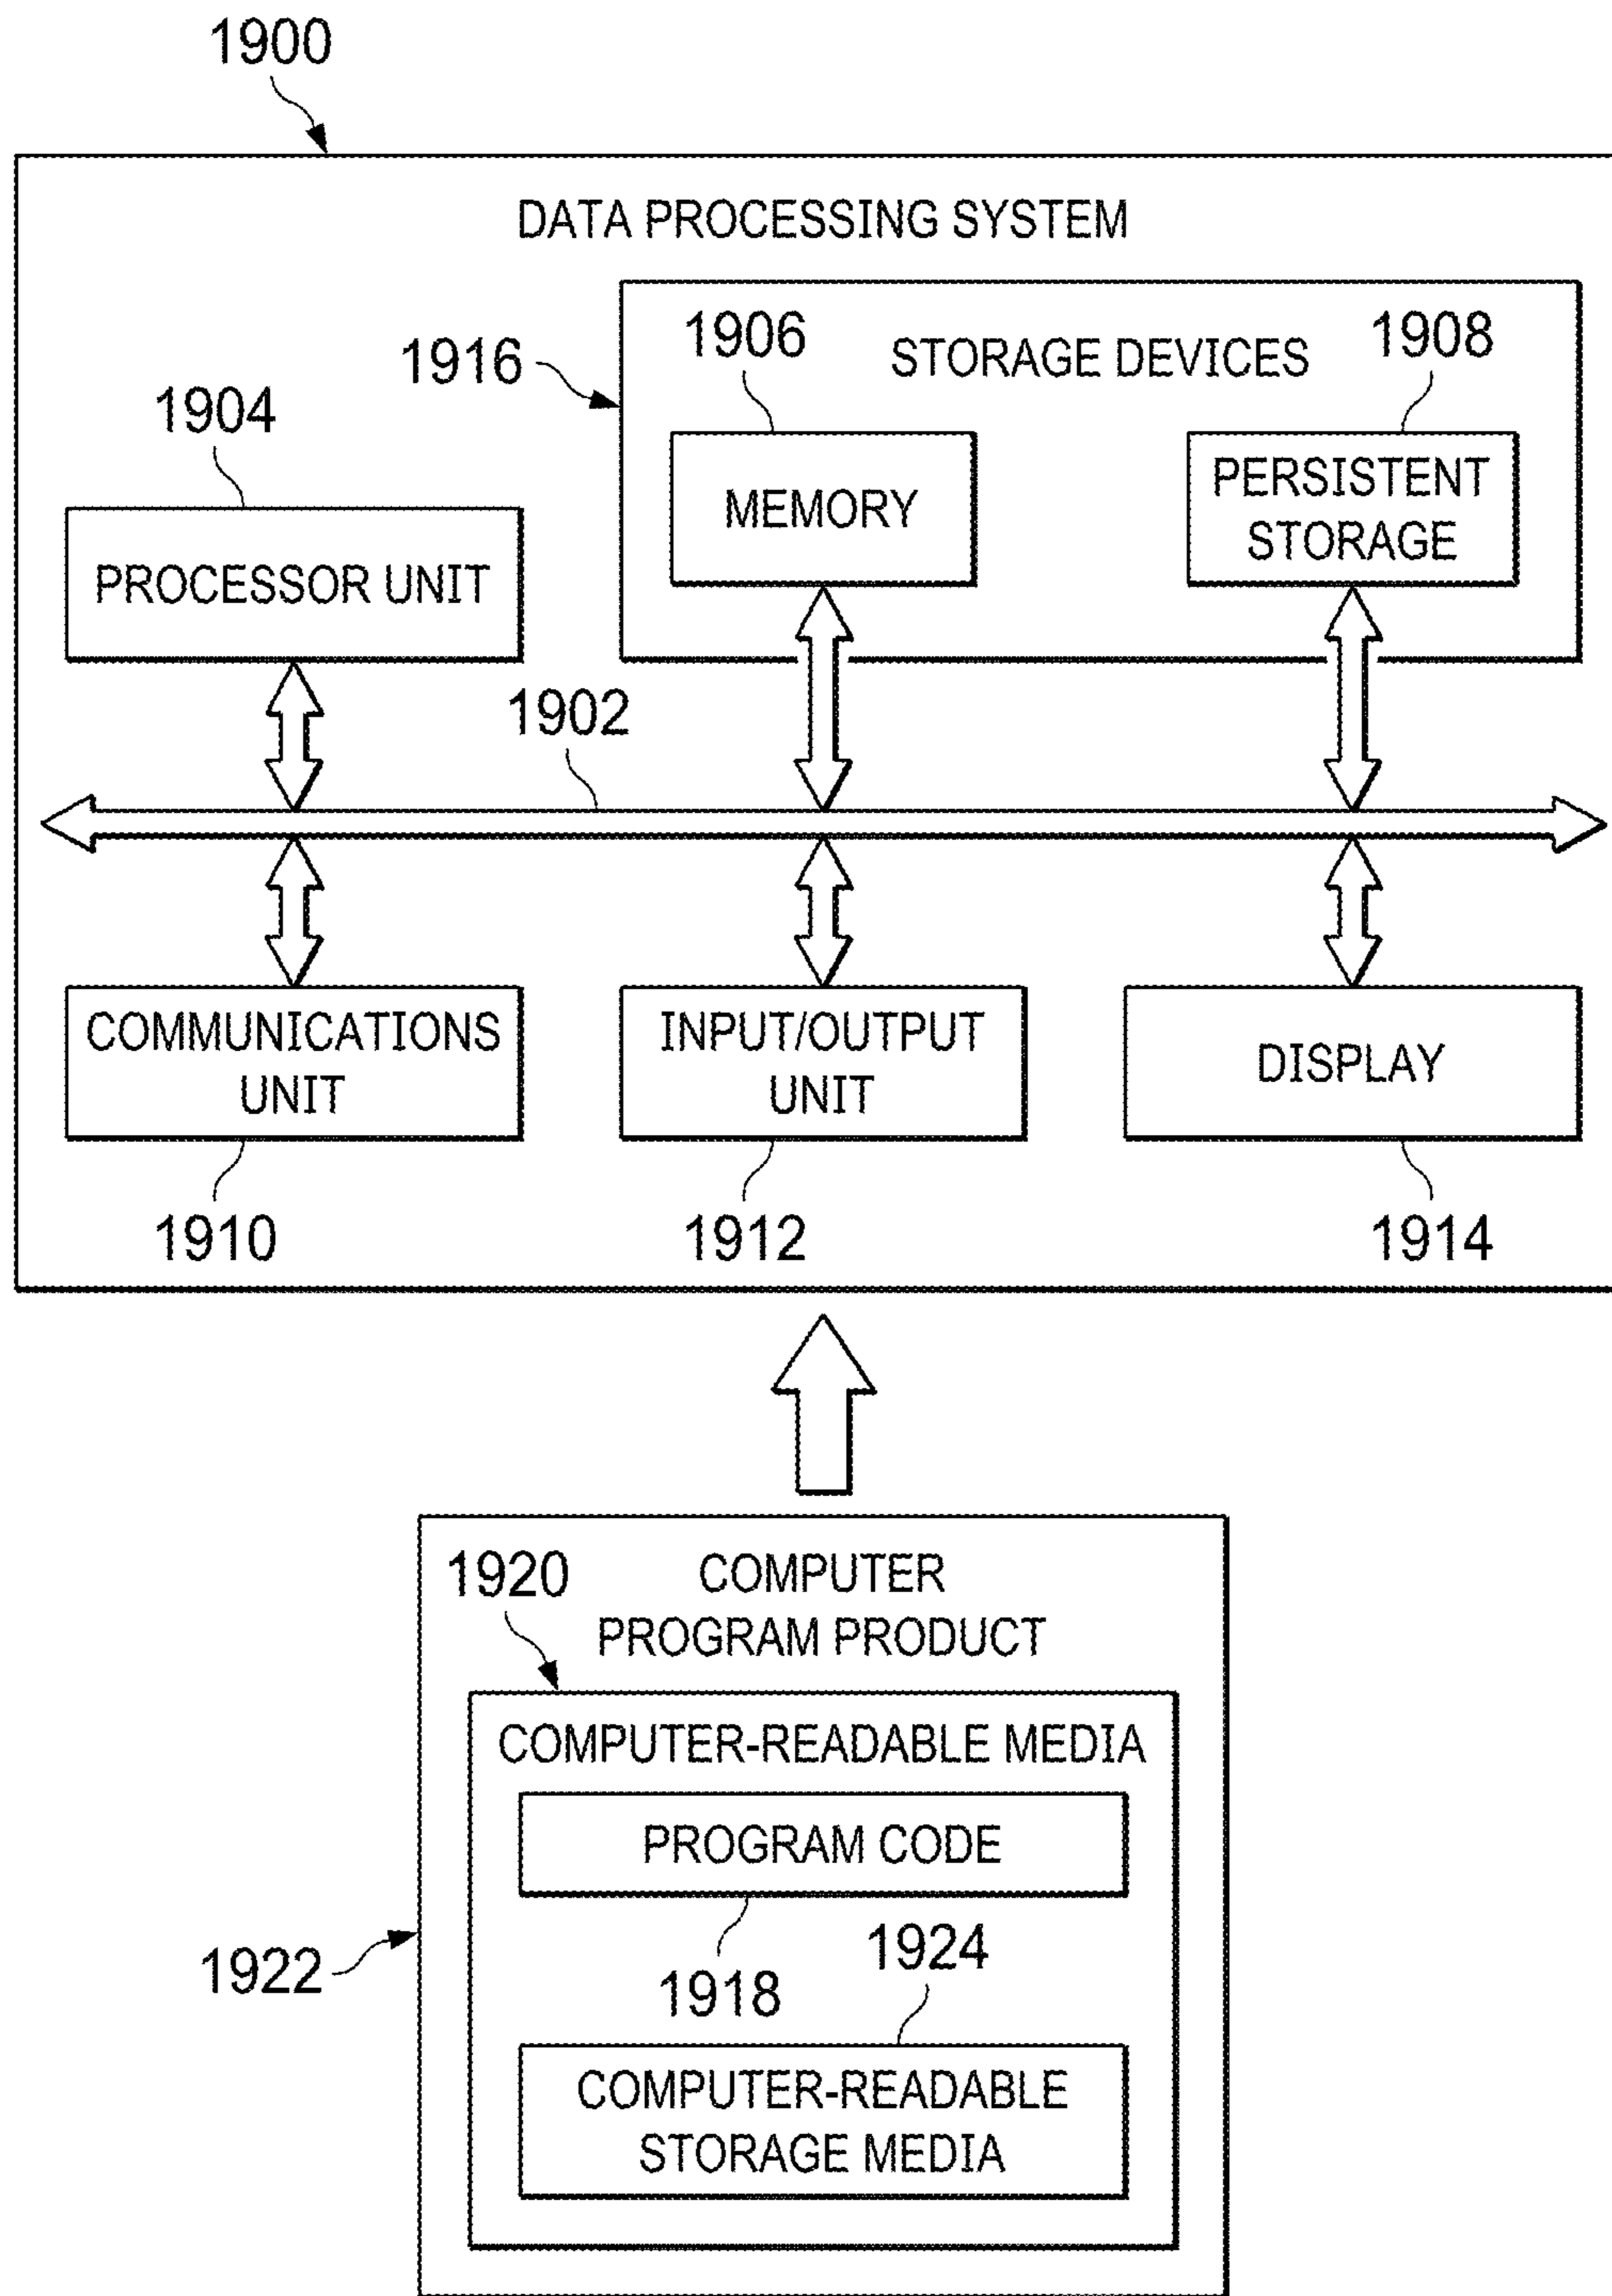 1900
DATA PROCESSING SYSTEM
1916
1906
STORAGE DEVICES
1908
1904
MEMORY
PERSISTENT
STORAGE
PROCESSOR UNIT
1902
COMMUNICATIONS
UNIT
INPUT/OUTPUT
UNIT
DISPLAY
1910
1912
1914
1920
COMPUTER
PROGRAM PRODUCT
COMPUTER-READABLE MEDIA
PROGRAM CODE
1922
1918
1924
COMPUTER-READABLE
STORAGE MEDIA